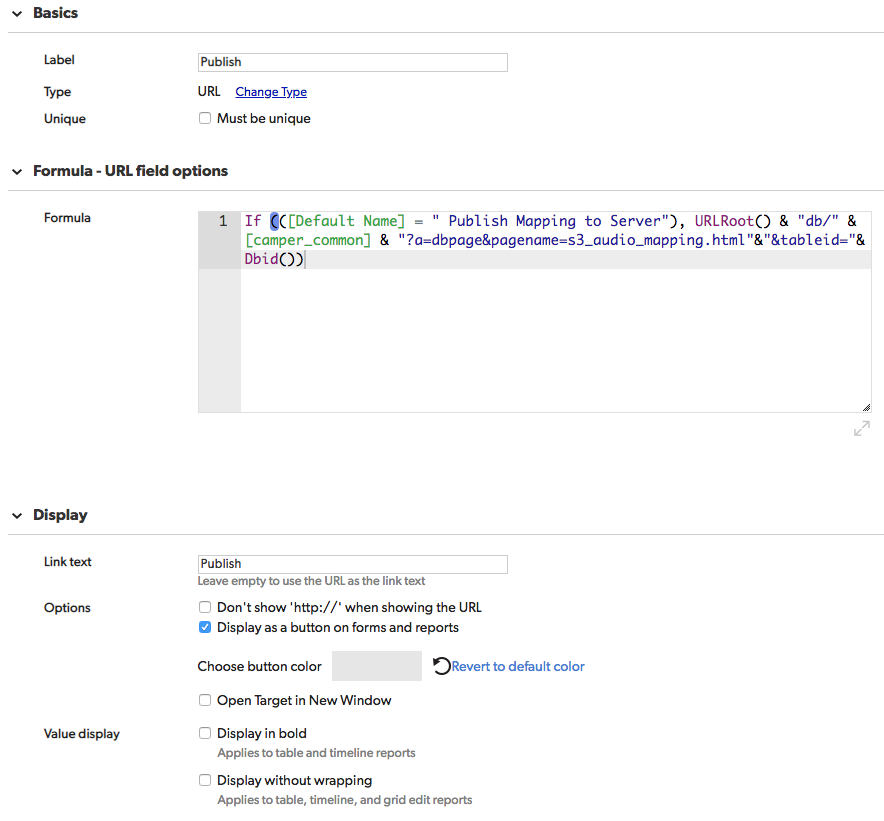 Basics
Label
Publish
Type
URL Change Type
Unique
Must be unique
Formula - URL field options
Formula
1 If (([Default Name] = " Publish Mapping to Server"), URLRoot() & "db/" &
[camper_common] & "?a=dbpage&pagename=s3_audio_mapping.html"&"&tableid="&
Dbid())
Display
Link text
Publish
Leave empty to use the URL as the link text
Options
Don't show 'http://' when showing the URL
Display as a button on forms and reports
Choose button color
Revert to default color
Open Target in New Window
Value display
Display in bold
Applies to table and timeline reports
Display without wrapping
Applies to table, timeline, and grid edit reports